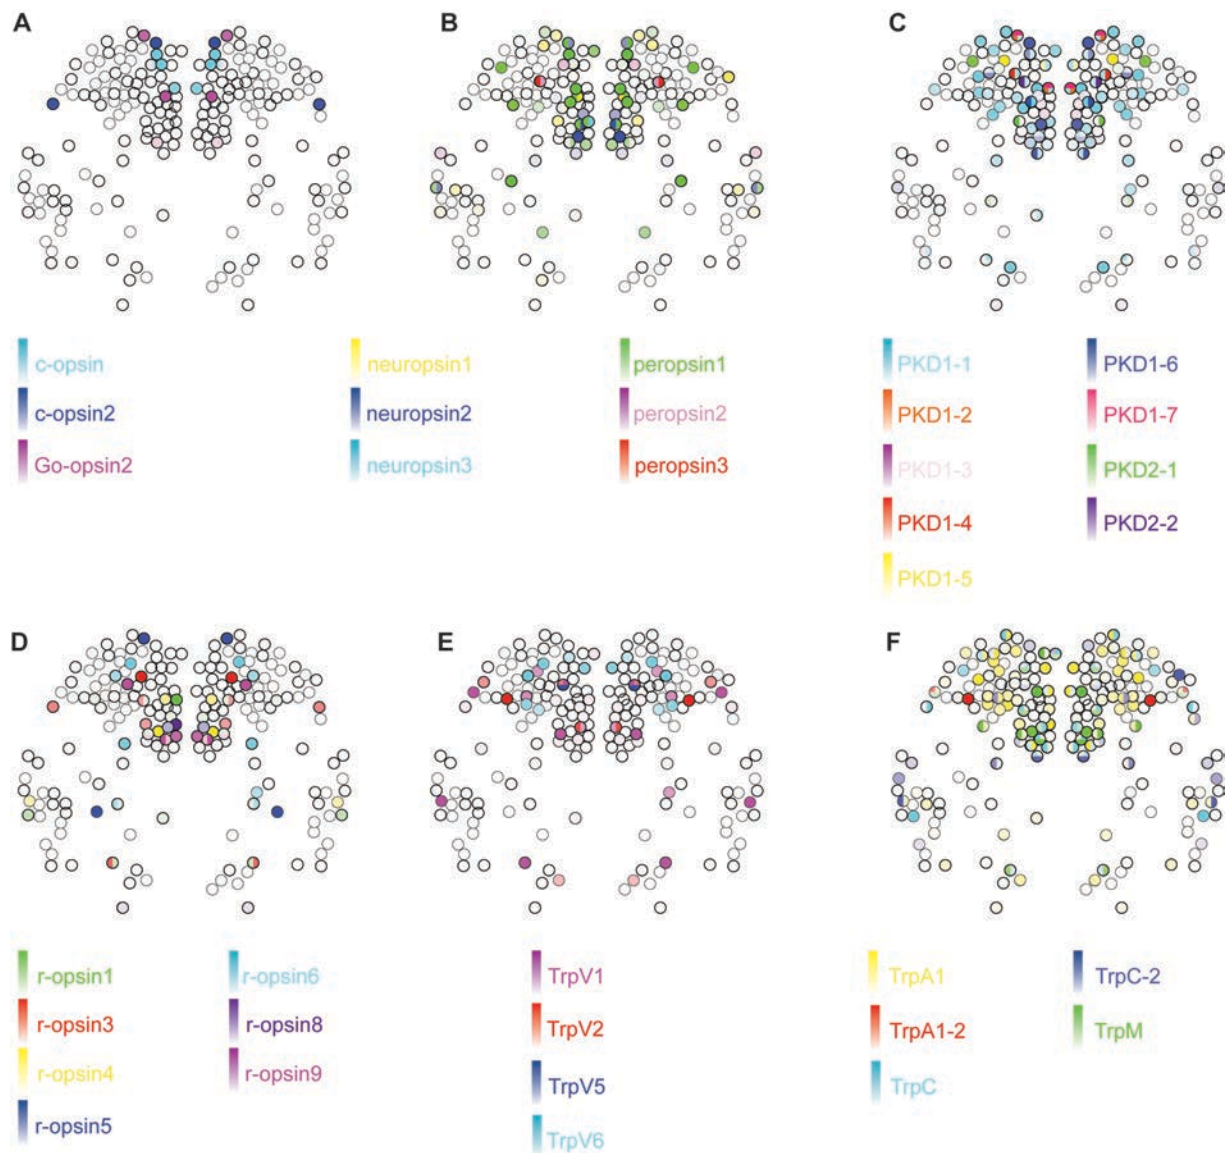 A
B
C
c-opsin
c-opsin2
Go-opsin2
neuropsin1
neuropsin2
neuropsin3
peropsin1
peropsin2
peropsin3
PKD1-1
PKD1-2
PKD1-3
PKD1-4
PKD1-5
PKD1-6
PKD1-7
PKD2-1
PKD2-2
D
E
F
r-opsin1
r-opsin3
r-opsin4
r-opsin5
r-opsin6
r-opsin8
r-opsin9
TrpV1
TrpV2
TrpV5
TrpV6
TrpA1
TrpA1-2
TrpC
TrpC-2
TrpM